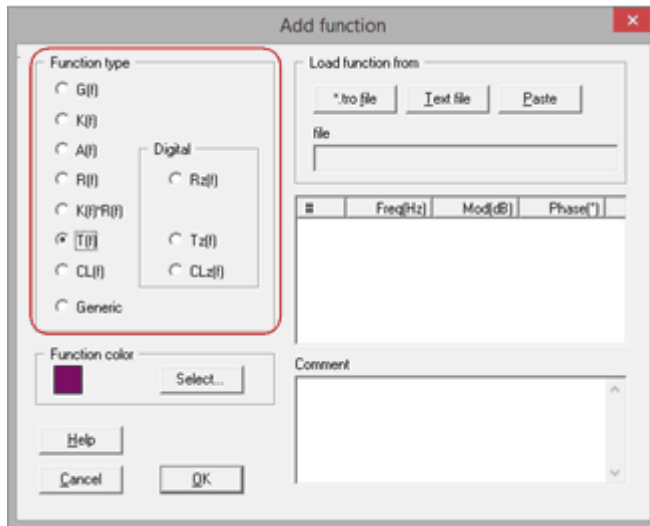 Add function
Function type
G(f)
K(f)
A(f)
R(f)
K(f)*R(f)
T(f)
CL(f)
Generic
Digital
Rz(f)
Tz(f)
CLz(f)
Function color
Select...
Help
Cancel
OK
Load function from
*.tro file
Text file
Paste
file
# Freq(Hz) Mod(dB) Phase(°)
Comment